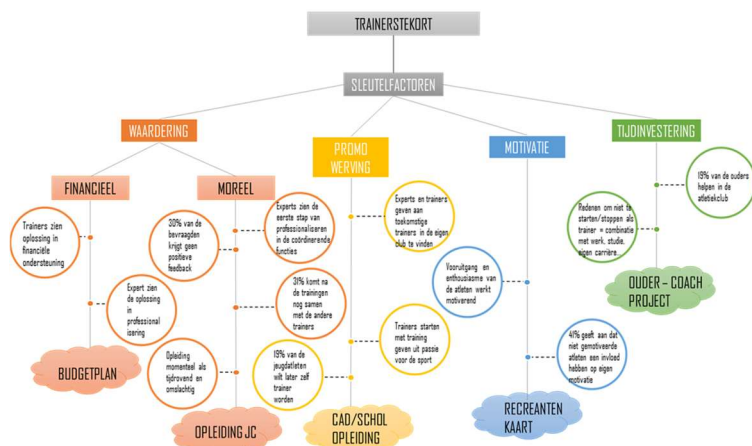 TRAINERSTEKORT
SLEUTELFACTOREN
WAARDERING
FINANCIEEL
Trainers zien
oplossing in
financiële
ondersteuning
Expert zien
de oplossing
in
professional
isering
BUDGETPLAN
MOREEL
Experts zien de
eerste stap van
professionaliseren
in de coördinerende
functies
30% van de
bevraagden
krijgt geen
positieve
feedback
31% komt na de
trainingen
nog samen
met de andere
trainers
Opleiding
momenteel als
tijdrovend en
omslachtig
OPLEIDING JC
PROMO
WERVING
Experts en trainers
geven aan
toekomstige
trainers in de eigen
club te vinden
Trainers starten
met training
geven uit passie
voor de sport
19% van de
jeugdatleten
wilt later zelf
trainer
worden
CAD/SCHOL
OPLEIDING
MOTIVATIE
Vooruitgang en
enthousiasme van
de atleten werkt
motiverend
41% geeft aan dat
niet gemotiveerde
atleten een invloed
hebben op eigen
motivatie
RECREANTEN
KAART
TIJDINVESTERING
19% van de ouders
helpen in de
atletiekclub
Redenen om niet te
starten/stoppen als
trainer = combinatie
met werk, studie,
eigen carrière...
OUDER – COACH
PROJECT